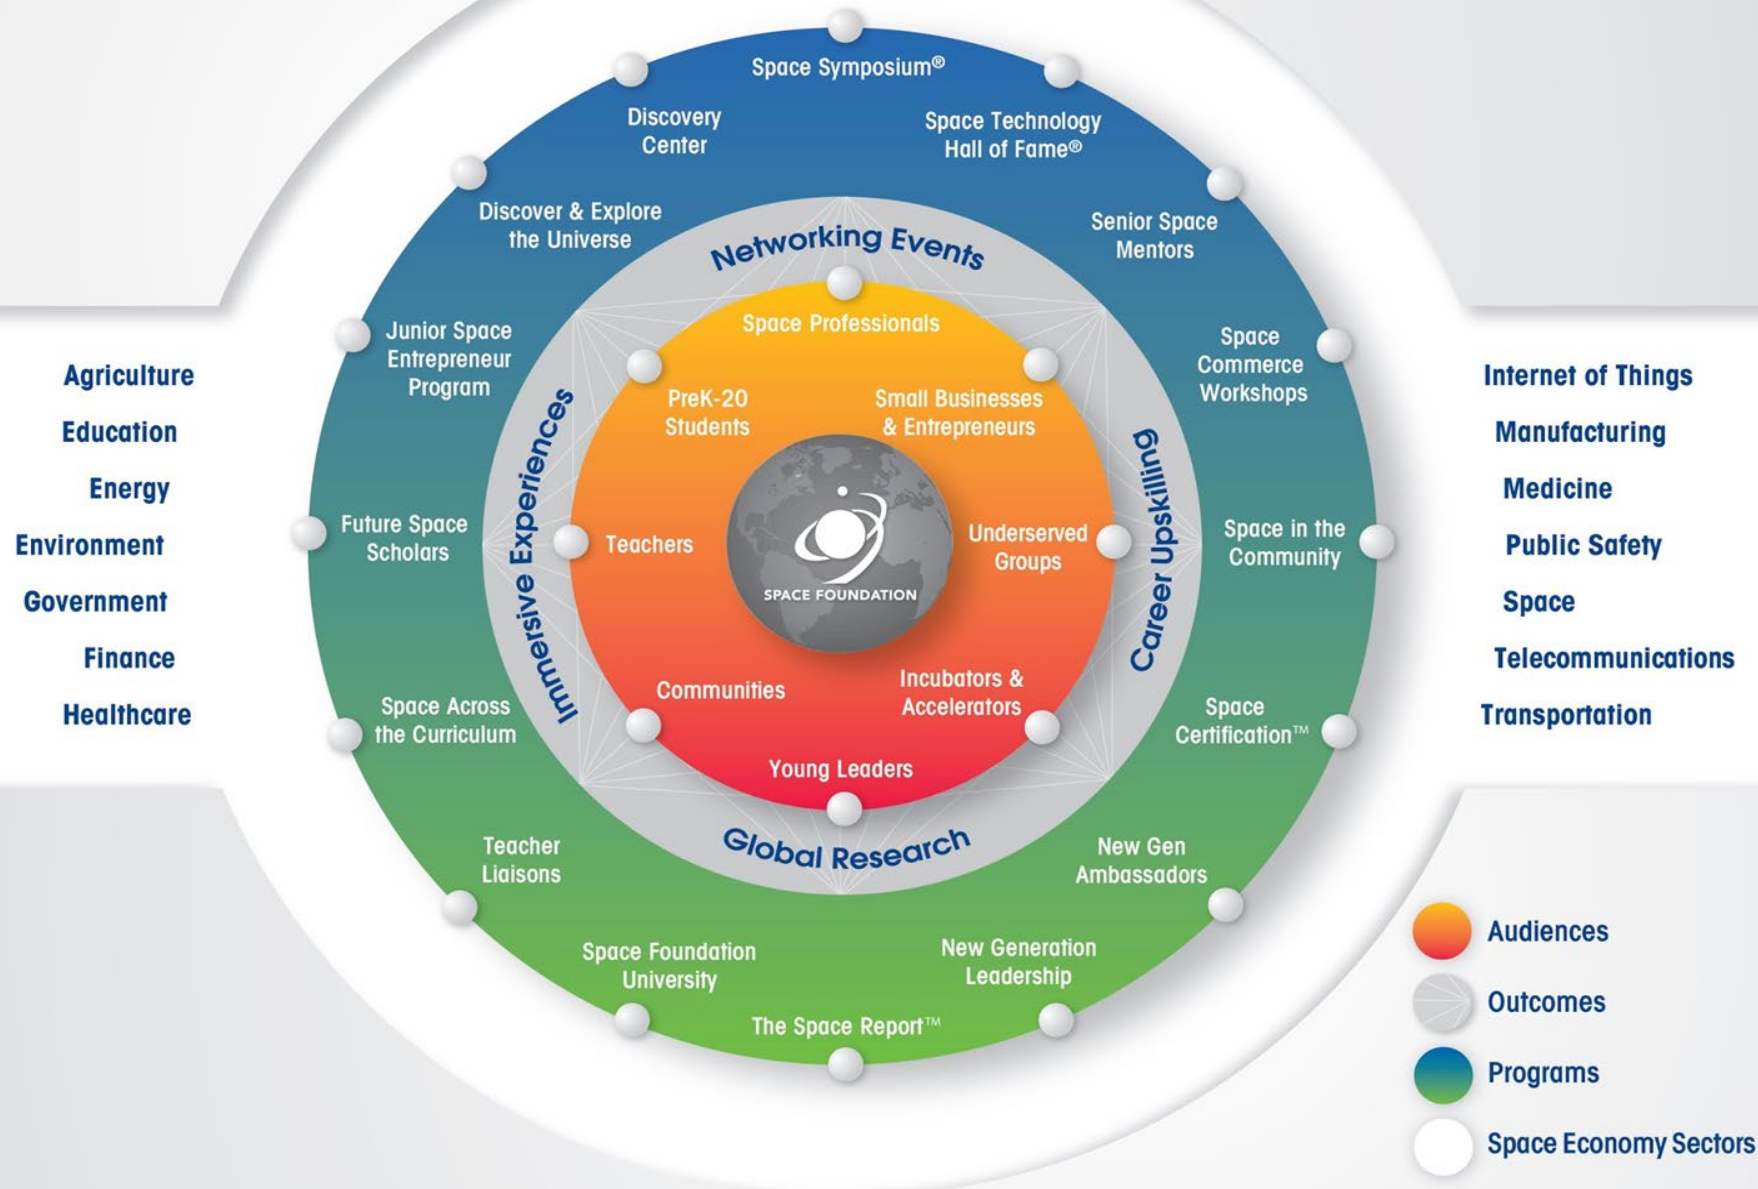 Space Symposium®
Discovery
Center
Space Technology
Hall of Fame®
Discover & Explore
the Universe
Senior Space
Mentors
Junior Space
Entrepreneur
Program
Space
Commerce
Workshops
Future Space
Scholars
Space in the
Community
Space Across
the Curriculum
Space
Certification™
Teacher
Liaisons
New Gen
Ambassadors
Space Foundation
University
New Generation
Leadership
The Space Report™
Networking Events
Immersive Experiences
Career Upskilling
Global Research
Space Professionals
PreK-20
Students
Small Businesses
& Entrepreneurs
Teachers
Underserved
Groups
Communities
Incubators &
Accelerators
Young Leaders
SPACE FOUNDATION
Agriculture
Education
Energy
Environment
Government
Finance
Healthcare
Internet of Things
Manufacturing
Medicine
Public Safety
Space
Telecommunications
Transportation
Audiences
Outcomes
Programs
Space Economy Sectors